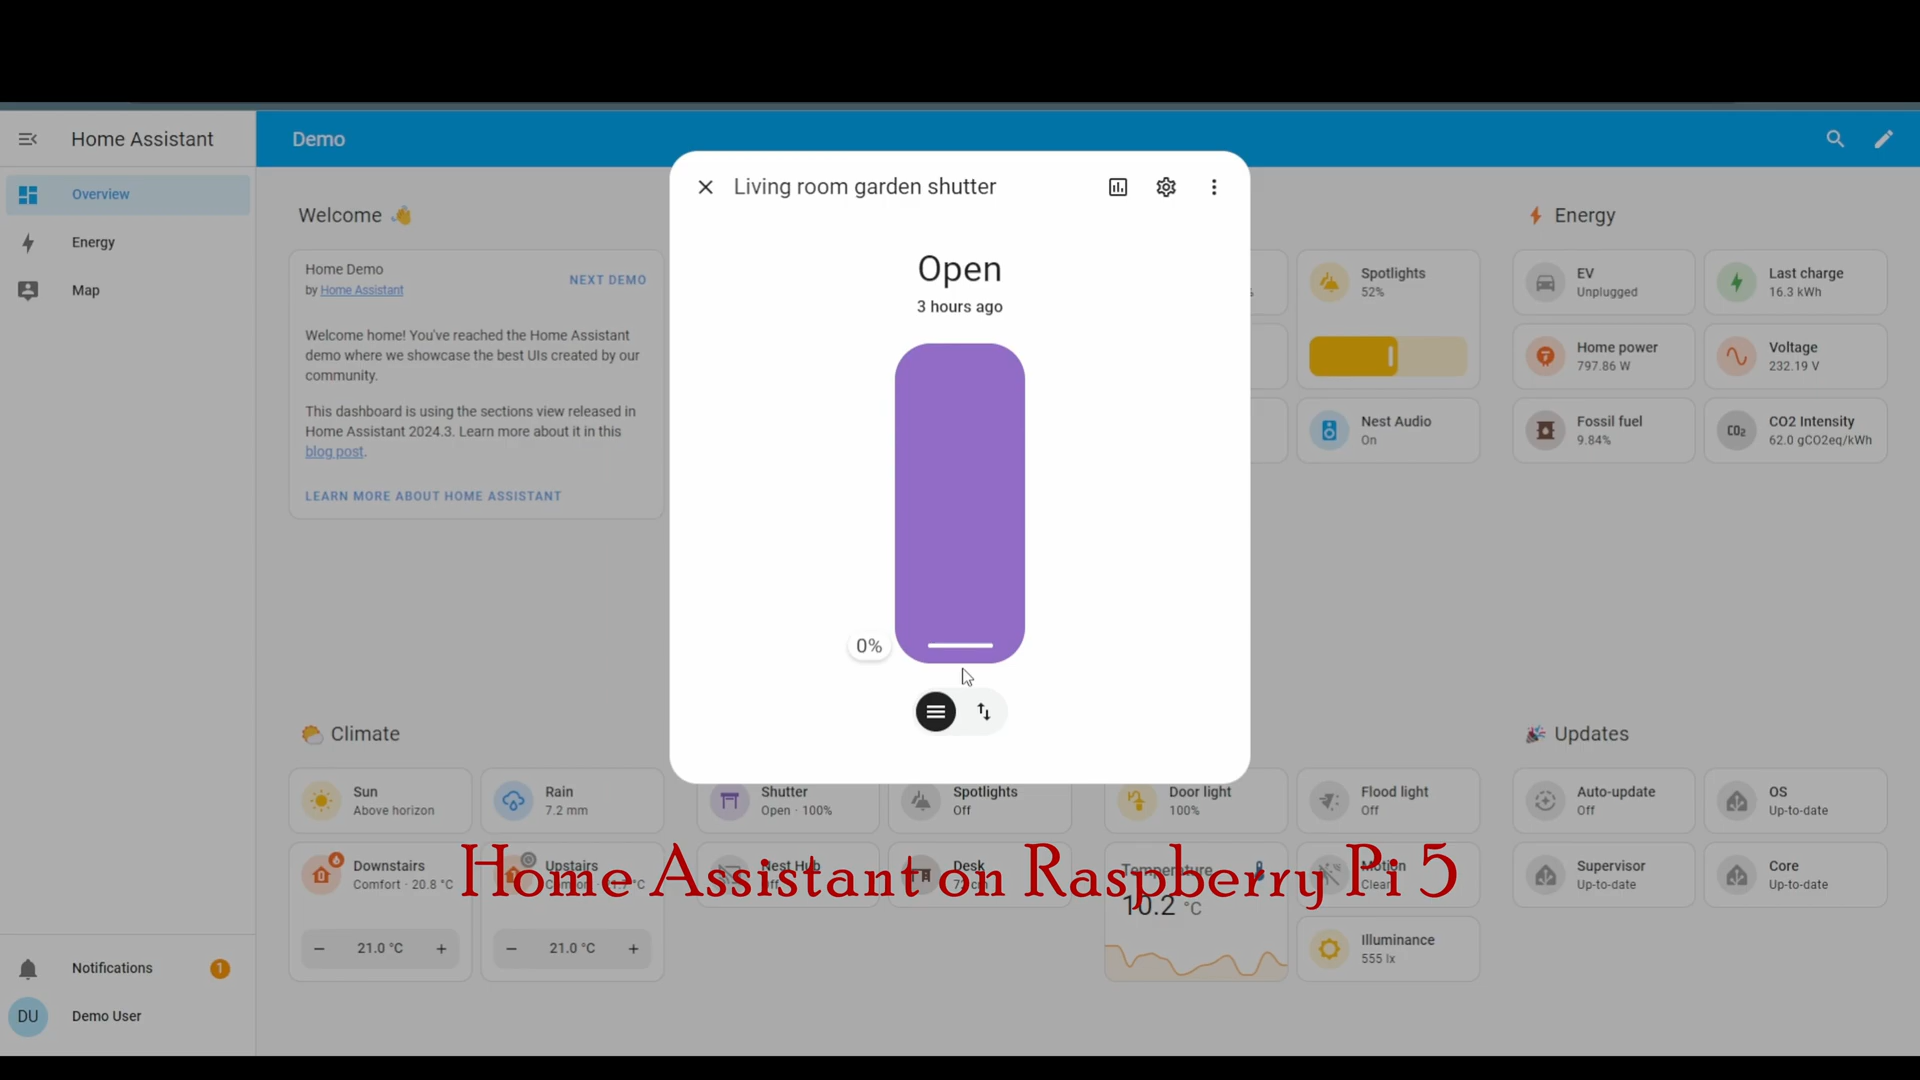 Home Assistant
Demo
Overview
Energy
Map
Notifications
1
DU
Demo User
Welcome 👋
Home Demo
by Home Assistant
NEXT DEMO
Welcome home! You've reached the Home Assistant
demo where we showcase the best UIs created by our
community.
This dashboard is using the sections view released in
Home Assistant 2024.3. Learn more about it in this
blog post.
LEARN MORE ABOUT HOME ASSISTANT
Living room garden shutter
Open
3 hours ago
0%
Spotlights
52%
Nest Audio
On
Energy
EV
Unplugged
Last charge
16.3 kWh
Home power
797.86 W
Voltage
232.19 V
Fossil fuel
9.84%
CO2
CO2 Intensity
62.0 gCO2eq/kWh
Climate
Sun
Above horizon
Rain
7.2 mm
Downstairs
Comfort · 20.8 °C
Upstairs
− 21.0 °C +
− 21.0 °C +
Shutter
Open · 100%
Spotlights
Off
Nest Hub
Desk
Door light
100%
Flood light
Off
Temperature
10.2 °C
Motion
Clear
Illuminance
555 lx
Updates
Auto-update
Off
OS
Up-to-date
Supervisor
Up-to-date
Core
Up-to-date
Home Assistant on Raspberry Pi 5